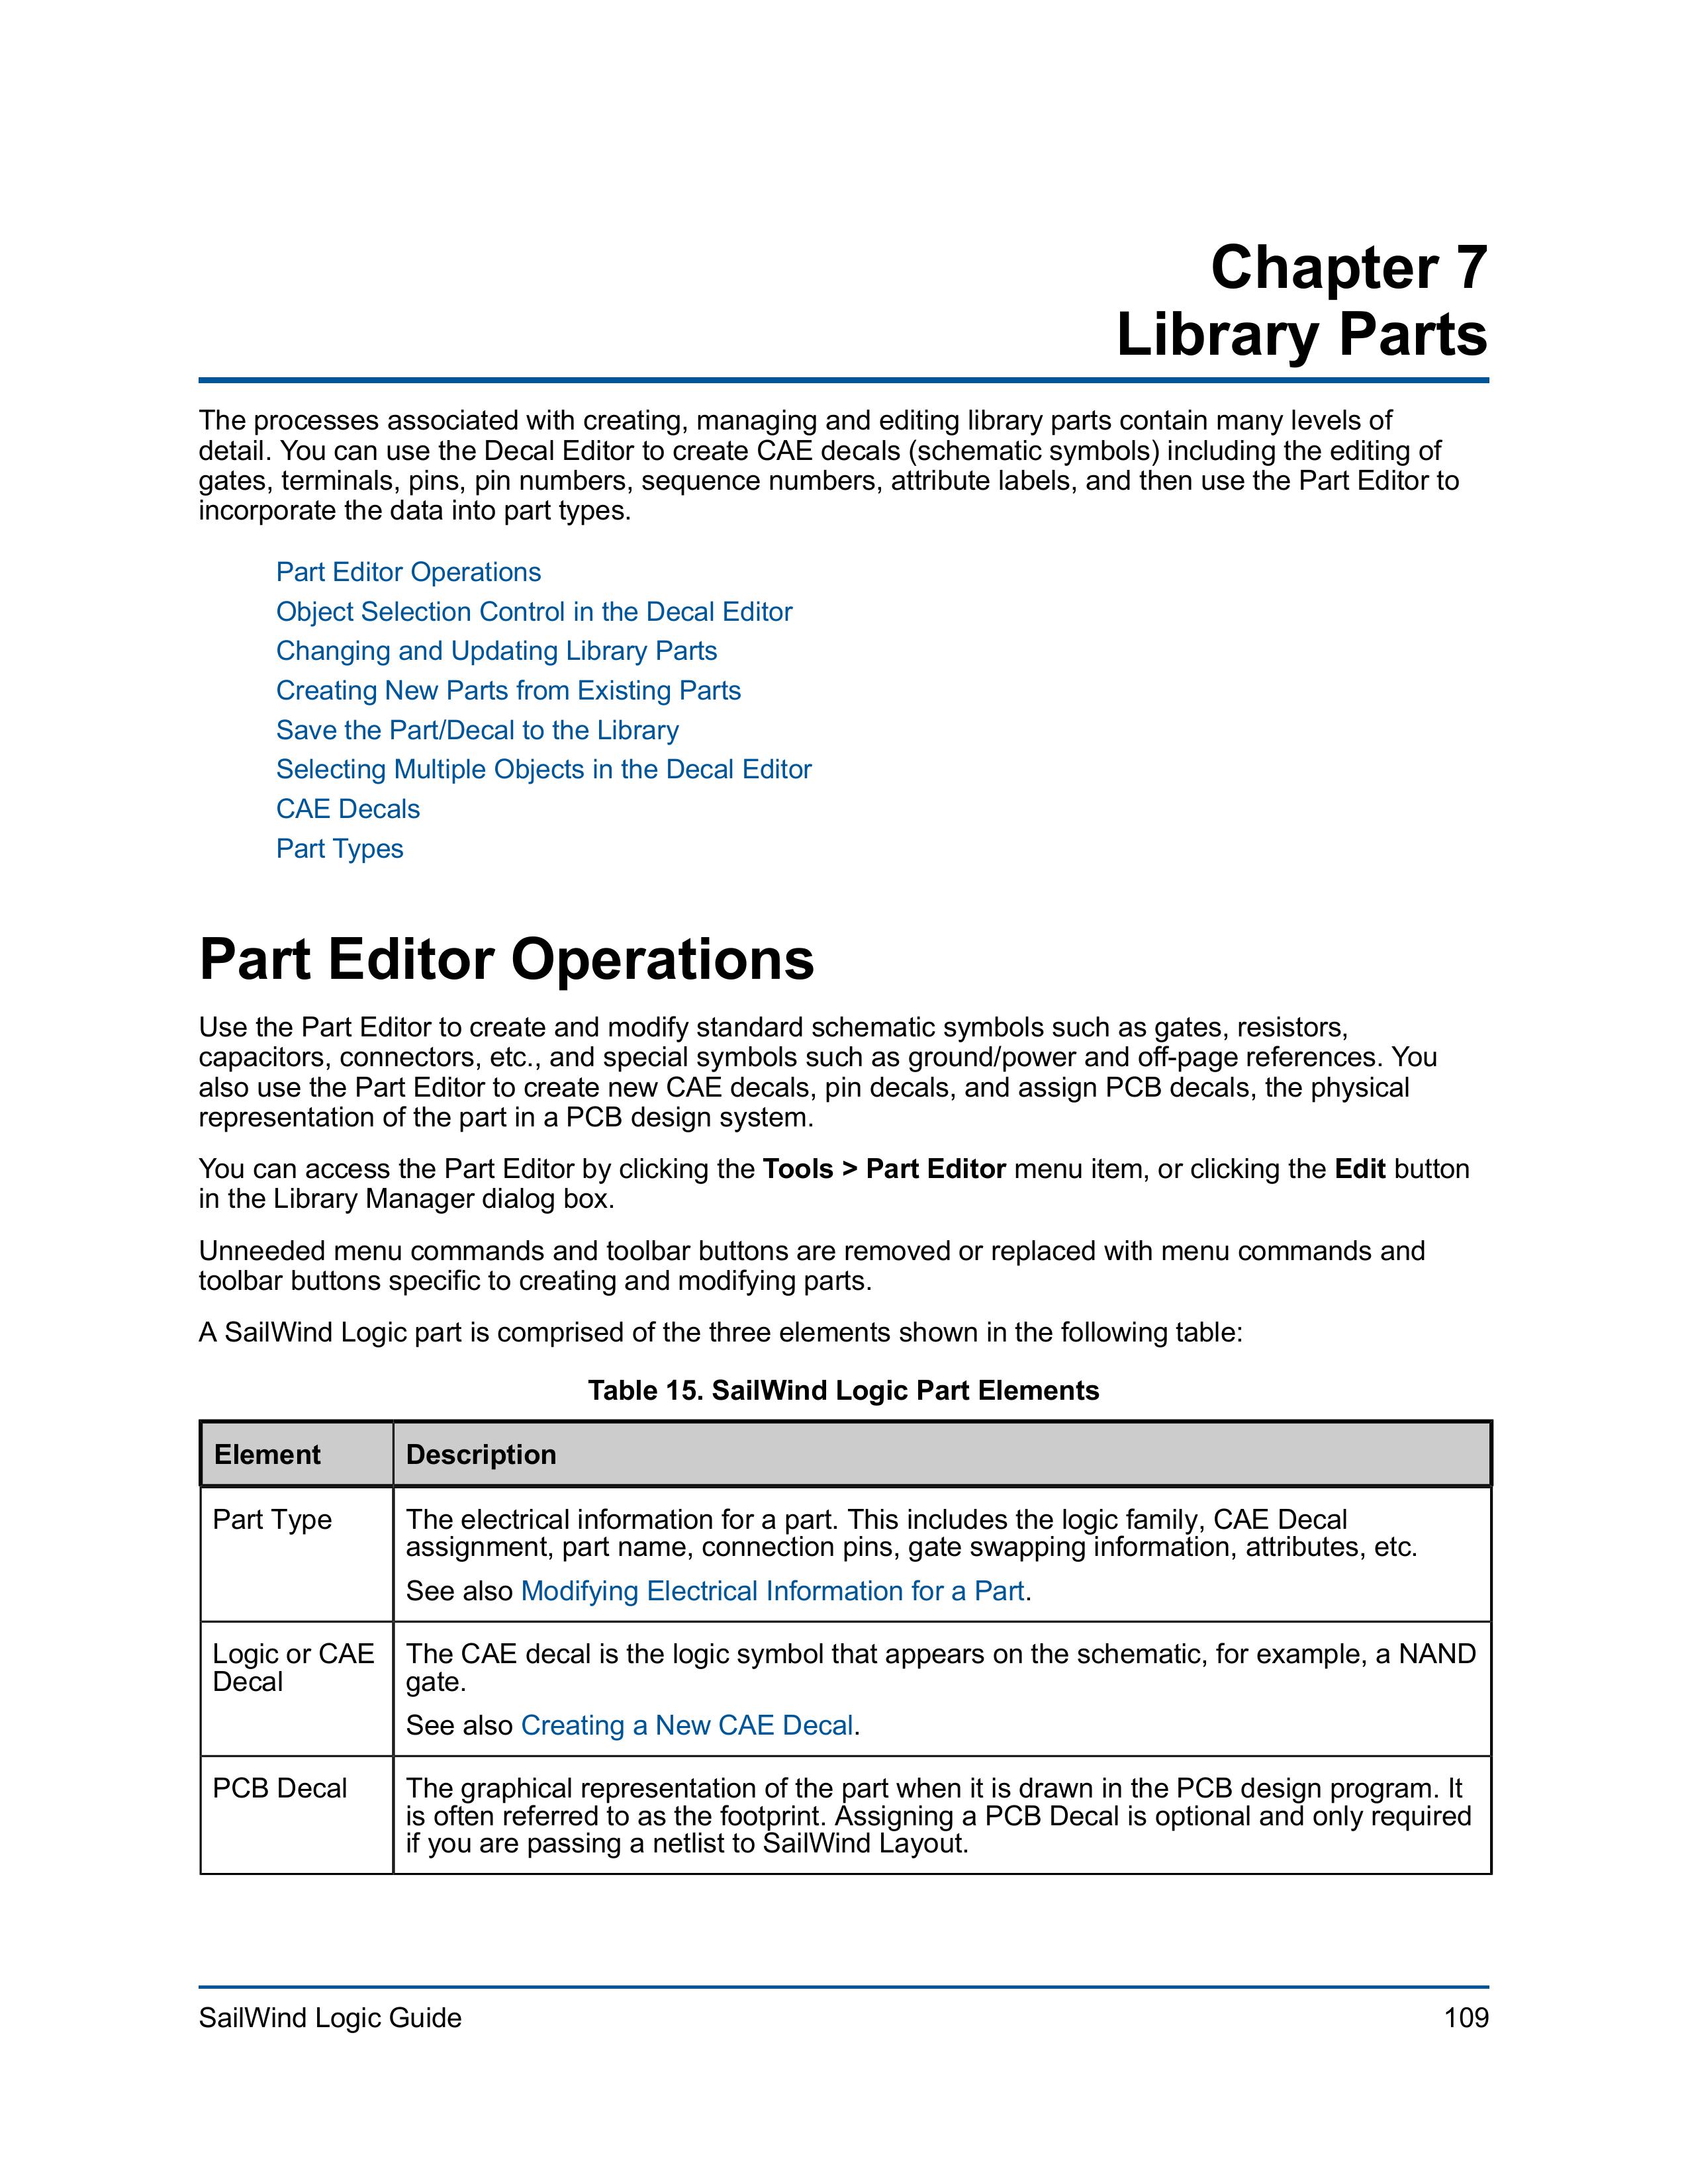 Chapter 7
Library Parts
The processes associated with creating, managing and editing library parts contain many levels of
detail. You can use the Decal Editor to create CAE decals (schematic symbols) including the editing of
gates, terminals, pins, pin numbers, sequence numbers, attribute labels, and then use the Part Editor to
incorporate the data into part types.
Part Editor Operations
Object Selection Control in the Decal Editor
Changing and Updating Library Parts
Creating New Parts from Existing Parts
Save the Part/Decal to the Library
Selecting Multiple Objects in the Decal Editor
CAE Decals
Part Types
Part Editor Operations
Use the Part Editor to create and modify standard schematic symbols such as gates, resistors,
capacitors, connectors, etc., and special symbols such as ground/power and off-page references. You
also use the Part Editor to create new CAE decals, pin decals, and assign PCB decals, the physical
representation of the part in a PCB design system.
You can access the Part Editor by clicking the Tools > Part Editor menu item, or clicking the Edit button
in the Library Manager dialog box.
Unneeded menu commands and toolbar buttons are removed or replaced with menu commands and
toolbar buttons specific to creating and modifying parts.
A SailWind Logic part is comprised of the three elements shown in the following table:
Table 15. SailWind Logic Part Elements
Element Description
Part Type The electrical information for a part. This includes the logic family, CAE Decal
assignment, part name, connection pins, gate swapping information, attributes, etc.
See also Modifying Electrical Information for a Part.
Logic or CAE The CAE decal is the logic symbol that appears on the schematic, for example, a NAND
Decal gate.
See also Creating a New CAE Decal.
PCB Decal The graphical representation of the part when it is drawn in the PCB design program. It
is often referred to as the footprint. Assigning a PCB Decal is optional and only required
if you are passing a netlist to SailWind Layout.
SailWind Logic Guide 109